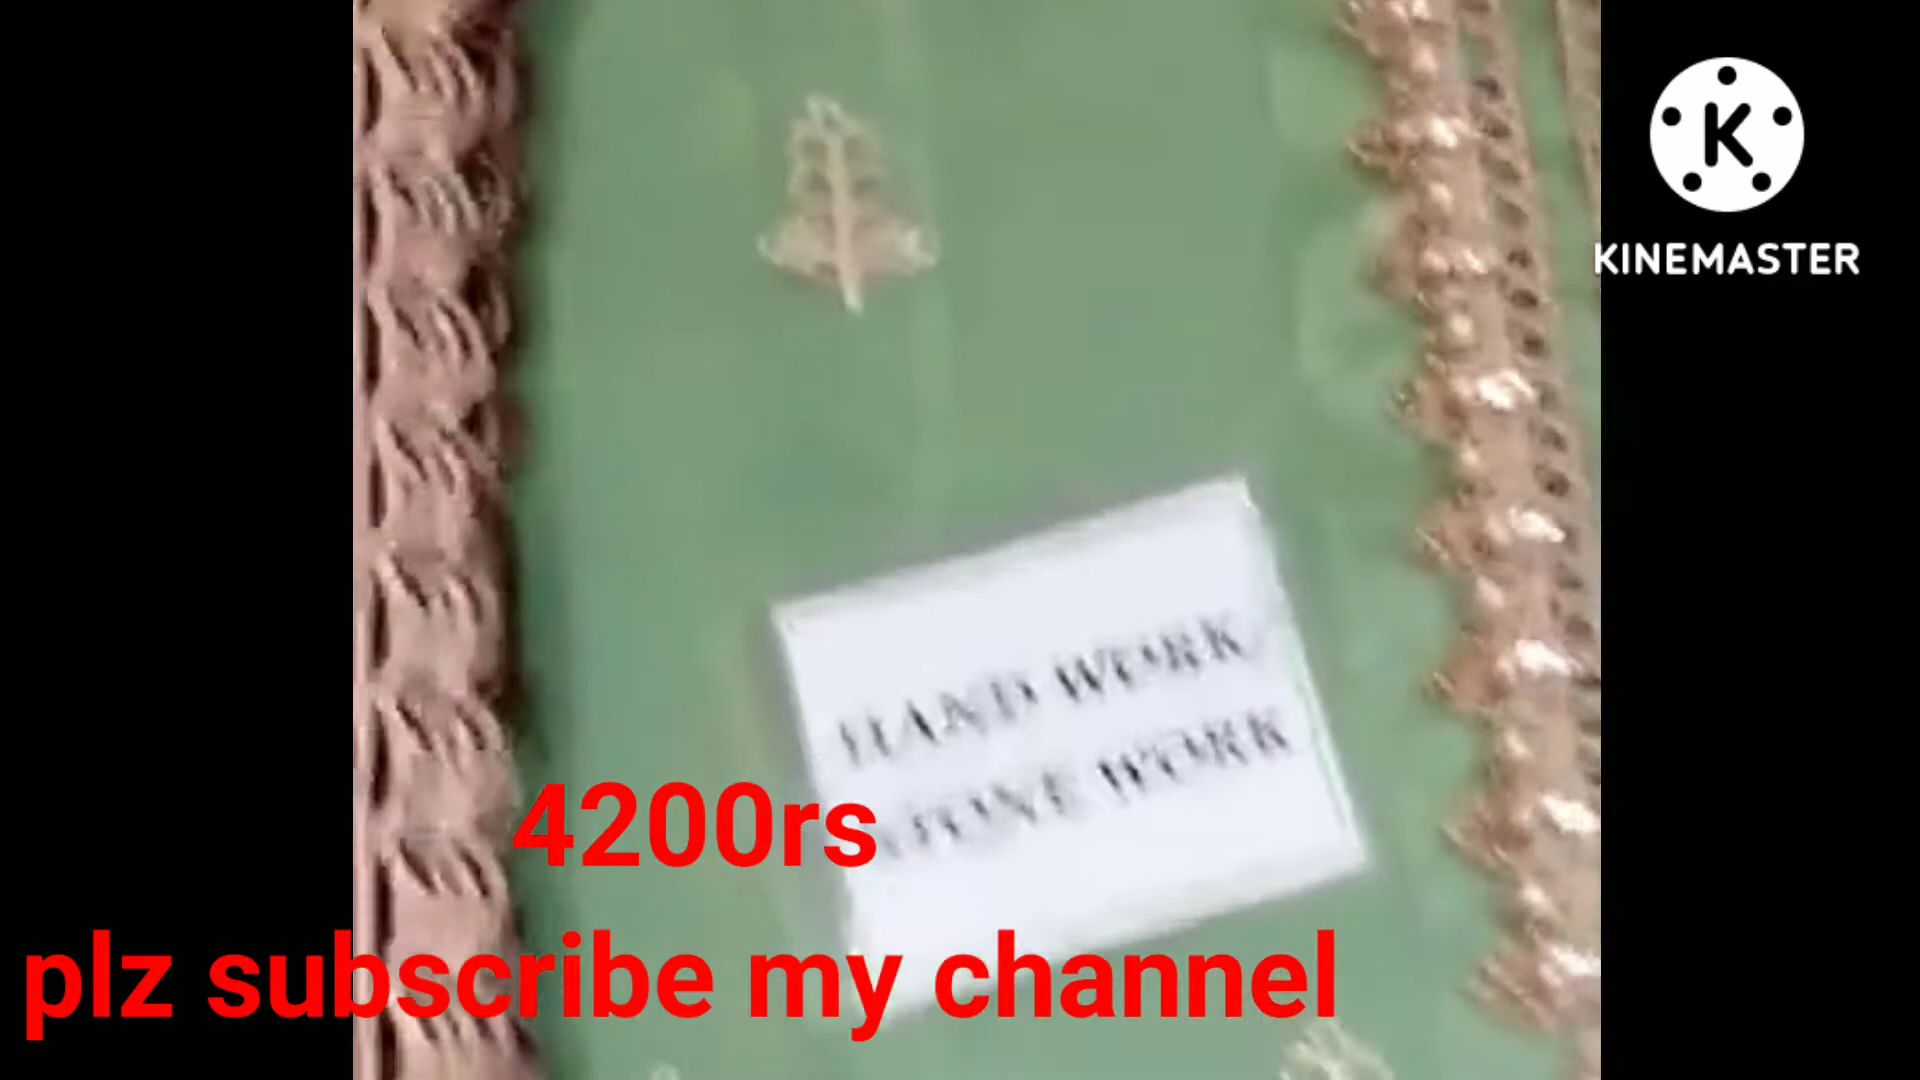 KINEMASTER
HAND WORK
STONE WORK
4200rs
plz subscribe my channel